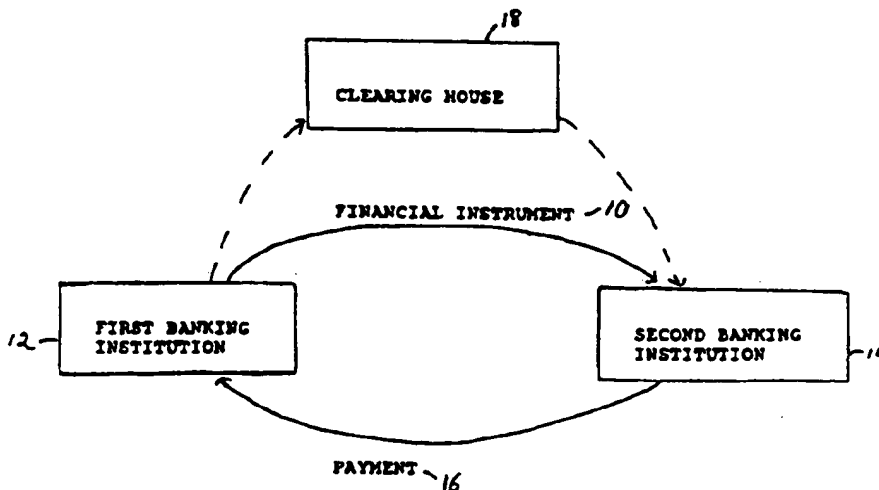 18
CLEARING HOUSE
FINANCIAL INSTRUMENT 10
12
FIRST BANKING
INSTITUTION
SECOND BANKING
INSTITUTION
PAYMENT 16